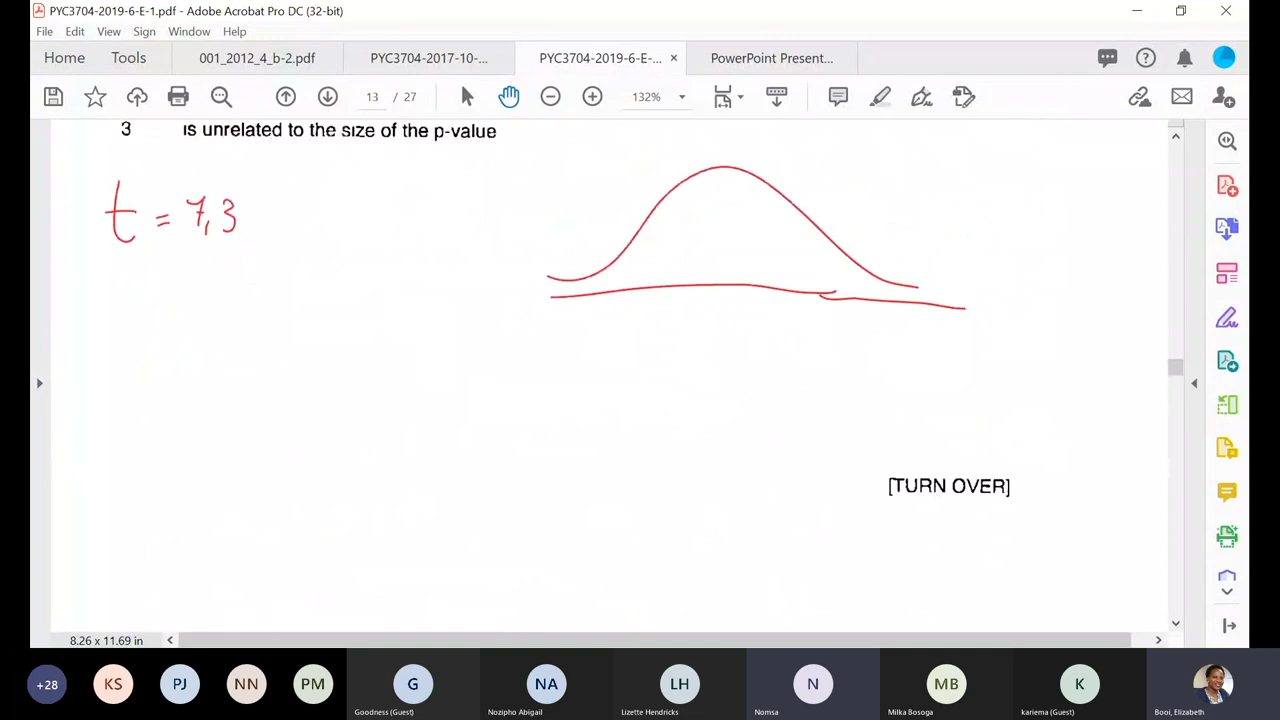 PYC3704-2019-6-E-1.pdf - Adobe Acrobat Pro DC (32-bit)
File Edit View Sign Window Help
Home Tools 001_2012_4_b-2.pdf PYC3704-2017-10-... PYC3704-2019-6-E-... × PowerPoint Present...
13 / 27 132%
3 is unrelated to the size of the p-value
t = 7,3
[TURN OVER]
8.26 x 11.69 in
+28 KS PJ NN PM G NA LH N MB K
Goodness (Guest) Nozipho Abigail Lizette Hendricks Nomsa Milka Bosoga kariema (Guest) Booi, Elizabeth